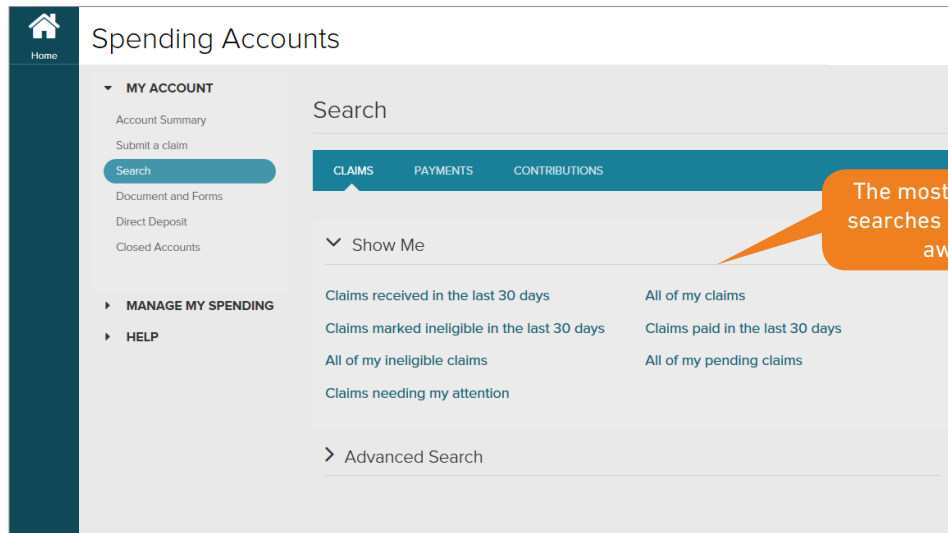 Home
Spending Accounts
MY ACCOUNT
Account Summary
Submit a claim
Search
Document and Forms
Direct Deposit
Closed Accounts
MANAGE MY SPENDING
HELP
Search
CLAIMS PAYMENTS CONTRIBUTIONS
The most
searches
Show Me
Claims received in the last 30 days All of my claims
Claims marked ineligible in the last 30 days Claims paid in the last 30 days
All of my ineligible claims All of my pending claims
Claims needing my attention
Advanced Search